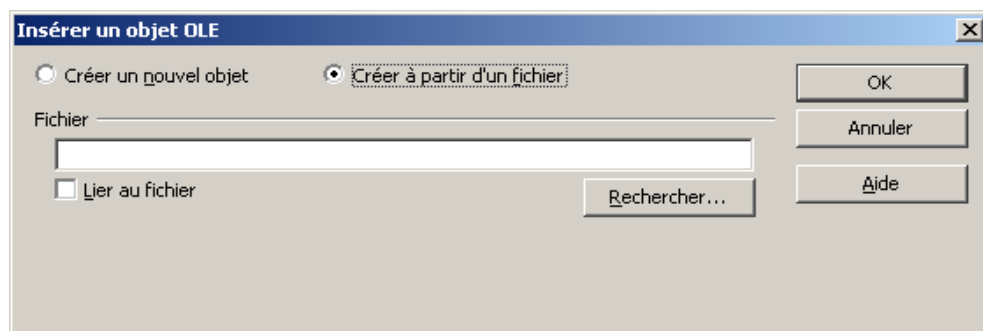 Insérer un objet OLE
Créer un nouvel objet
Créer à partir d'un fichier
OK
Fichier
Annuler
Lier au fichier
Rechercher...
Aide